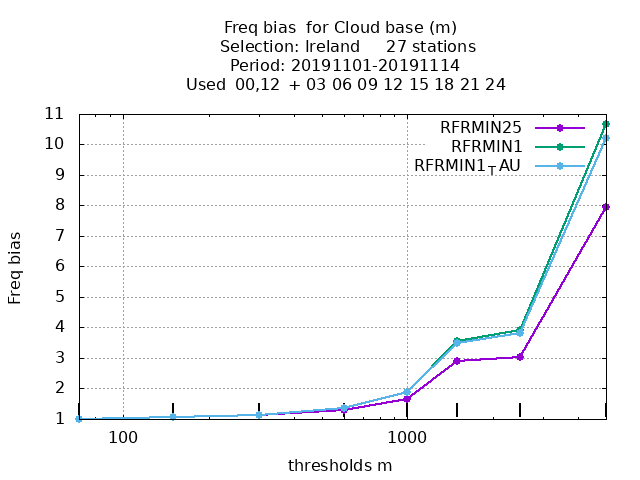 Freq bias  for Cloud base (m)
Selection: Ireland     27 stations
Period: 20191101-20191114
Used  00,12  + 03 06 09 12 15 18 21 24
RFRMIN25
RFRMIN1
RFRMIN1_TAU
Freq bias
11
10
9
8
7
6
5
4
3
2
1
100
1000
thresholds m